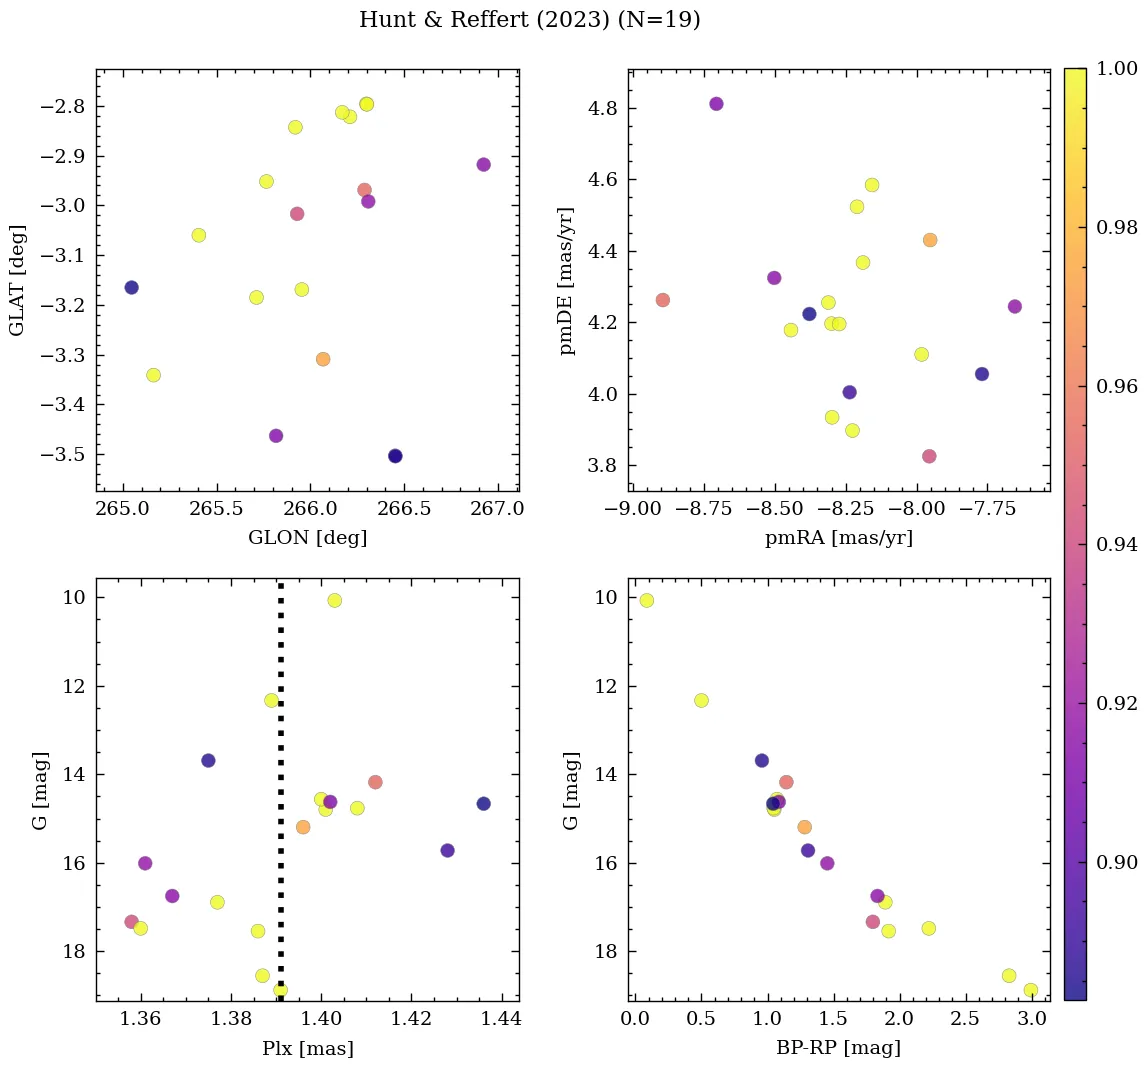 Hunt & Reffert (2023) (N=19)
−2.8
−2.9
−3.0
−3.1
−3.2
−3.3
−3.4
−3.5
GLAT [deg]
265.0 265.5 266.0 266.5 267.0
GLON [deg]
4.8
4.6
4.4
4.2
4.0
3.8
pmDE [mas/yr]
−9.00 −8.75 −8.50 −8.25 −8.00 −7.75
pmRA [mas/yr]
1.00
0.98
0.96
0.94
0.92
0.90
10
12
14
16
18
G [mag]
1.36 1.38 1.40 1.42 1.44
Plx [mas]
10
12
14
16
18
G [mag]
0.0 0.5 1.0 1.5 2.0 2.5 3.0
BP-RP [mag]